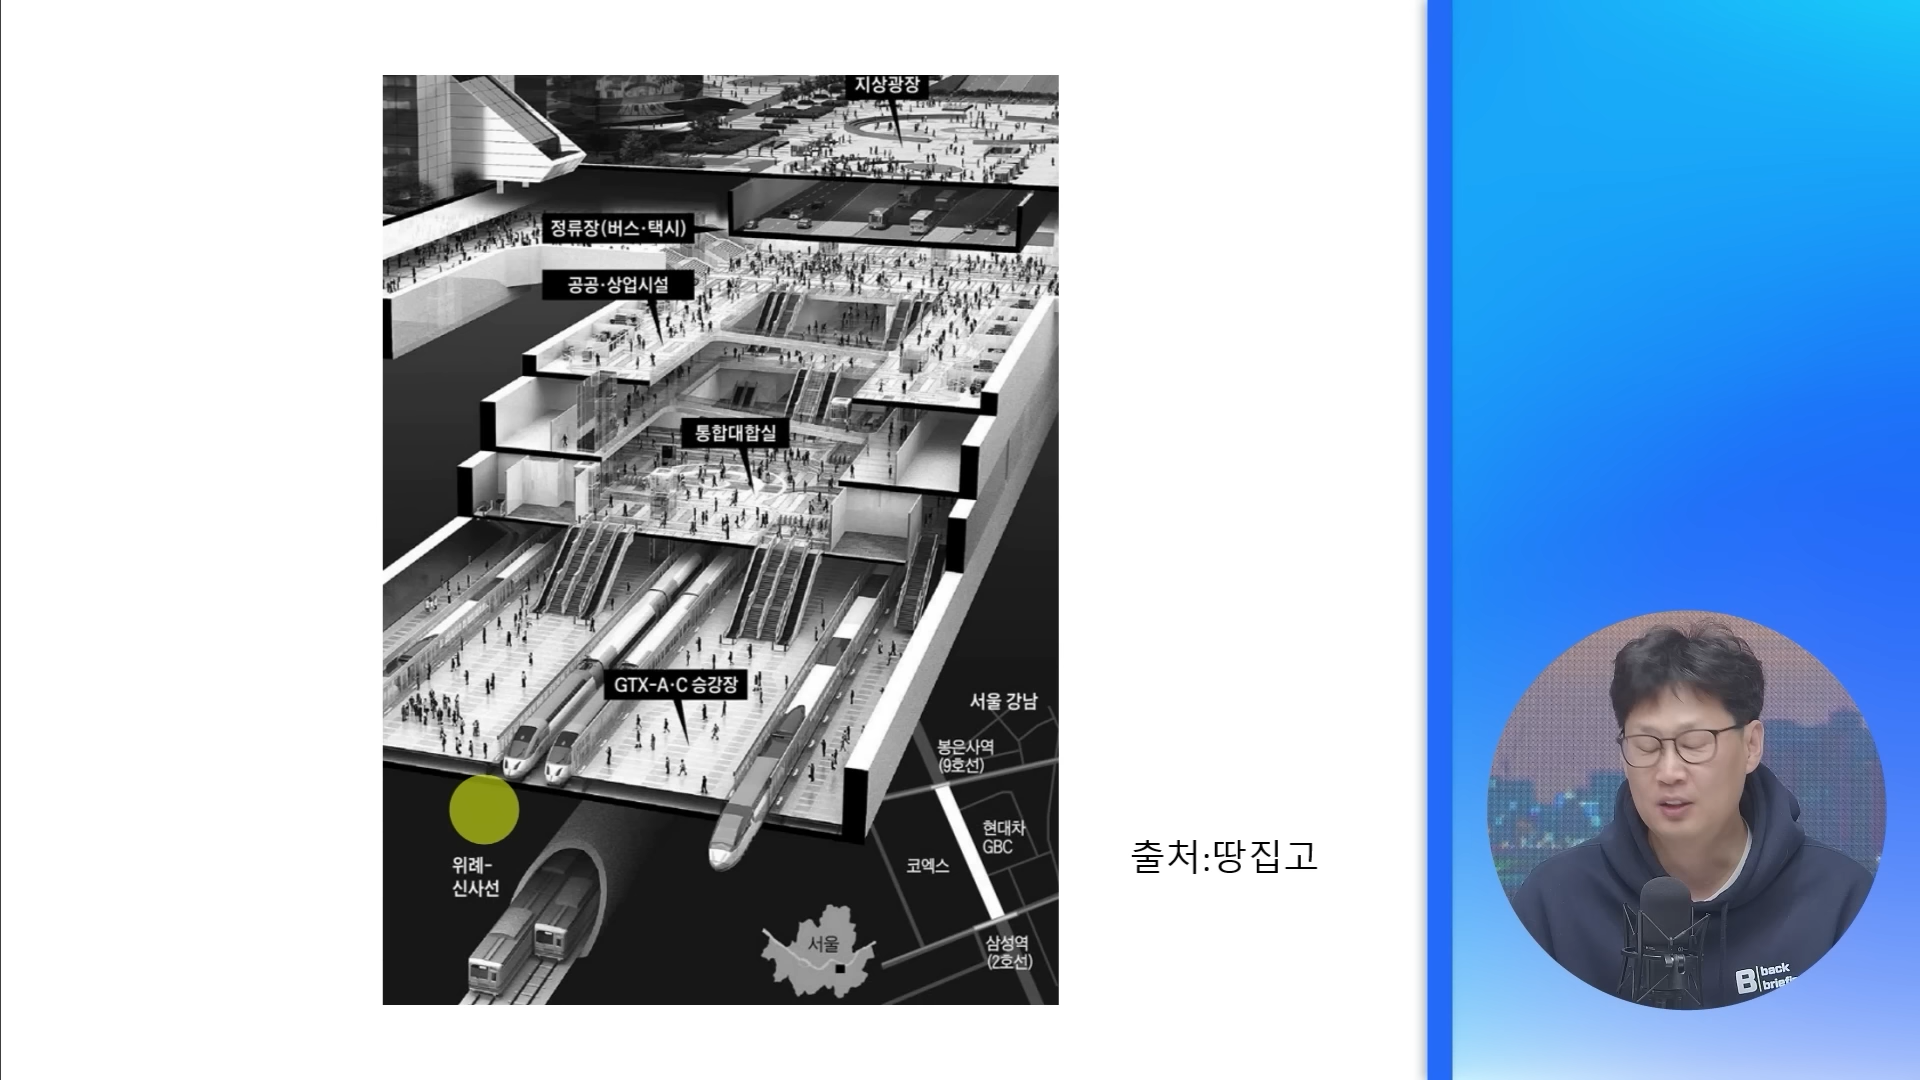 지상광장
정류장(버스·택시)
공공·상업시설
통합대합실
GTX-A·C 승강장
서울 강남
봉은사역
(9호선)
현대차
GBC
코엑스
출처:땅집고
위례-
신사선
서울
삼성역
(2호선)
B back